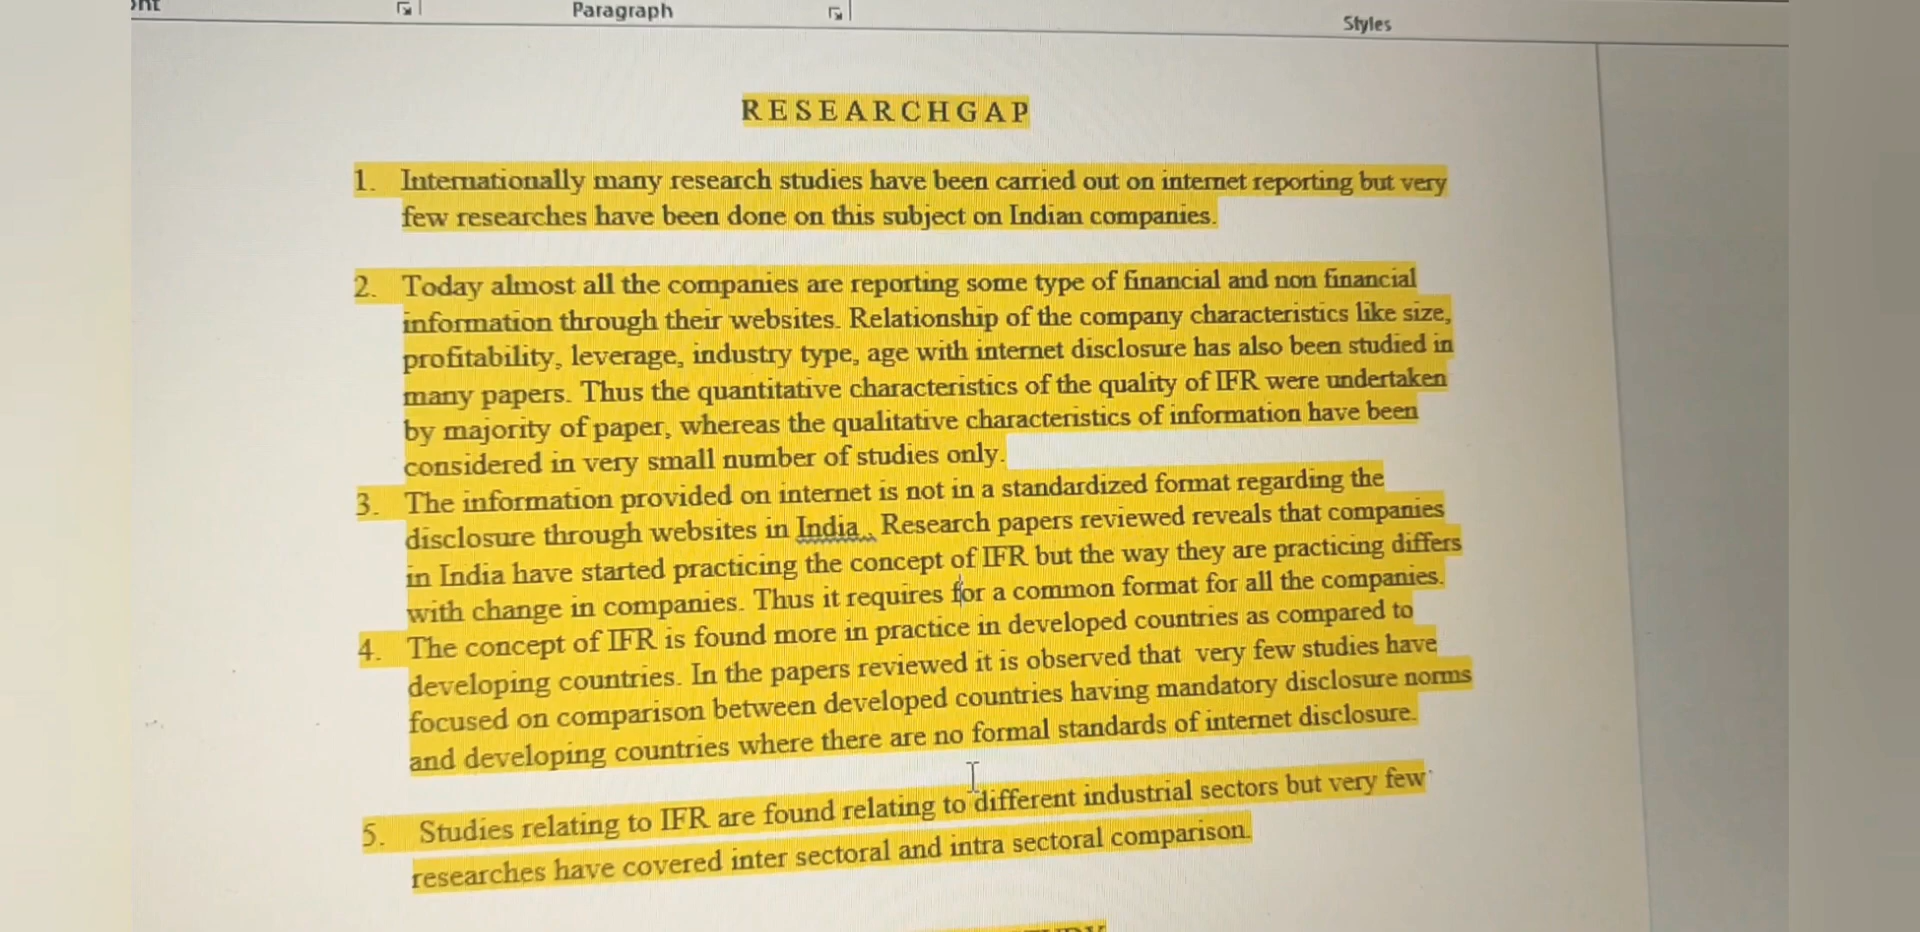 Paragraph
Styles
RESEARCHGAP
1. Internationally many research studies have been carried out on internet reporting but very
few researches have been done on this subject on Indian companies.
2. Today almost all the companies are reporting some type of financial and non financial
information through their websites. Relationship of the company characteristics like size,
profitability, leverage, industry type, age with internet disclosure has also been studied in
many papers. Thus the quantitative characteristics of the quality of IFR were undertaken
by majority of paper, whereas the qualitative characteristics of information have been
considered in very small number of studies only.
3. The information provided on internet is not in a standardized format regarding the
disclosure through websites in India . Research papers reviewed reveals that companies
in India have started practicing the concept of IFR but the way they are practicing differs
with change in companies. Thus it requires for a common format for all the companies.
4. The concept of IFR is found more in practice in developed countries as compared to
developing countries. In the papers reviewed it is observed that very few studies have
focused on comparison between developed countries having mandatory disclosure norms
and developing countries where there are no formal standards of internet disclosure.
5. Studies relating to IFR are found relating to different industrial sectors but very few
researches have covered inter sectoral and intra sectoral comparison.